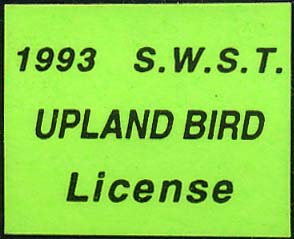 1993 S.W.S.T.
UPLAND BIRD
License